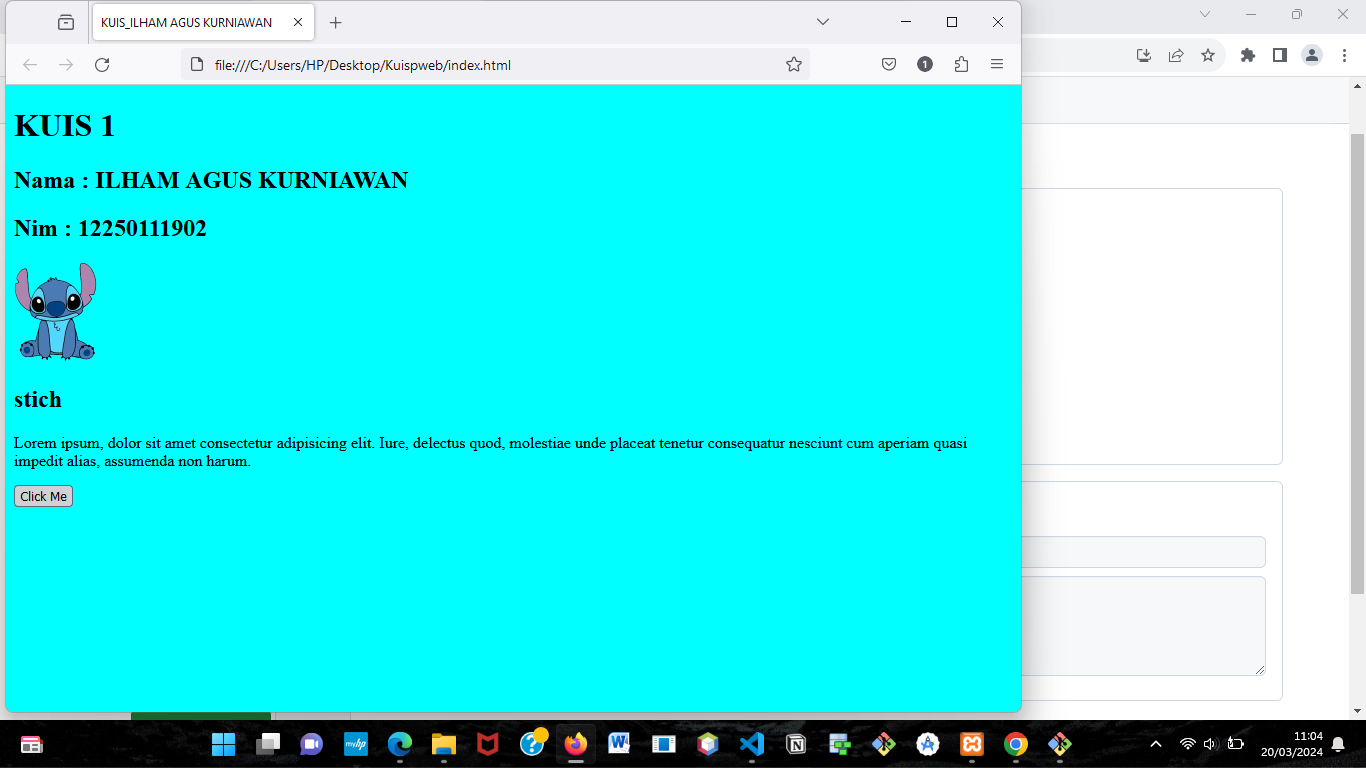 KUIS_ILHAM AGUS KURNIAWAN
file:///C:/Users/HP/Desktop/Kuispweb/index.html
1
KUIS 1
Nama : ILHAM AGUS KURNIAWAN
Nim : 12250111902
stich
Lorem ipsum, dolor sit amet consectetur adipisicing elit. Iure, delectus quod, molestiae unde placeat tenetur consequatur nesciunt cum aperiam quasi
impedit alias, assumenda non harum.
Click Me
myhp
11:04
20/03/2024